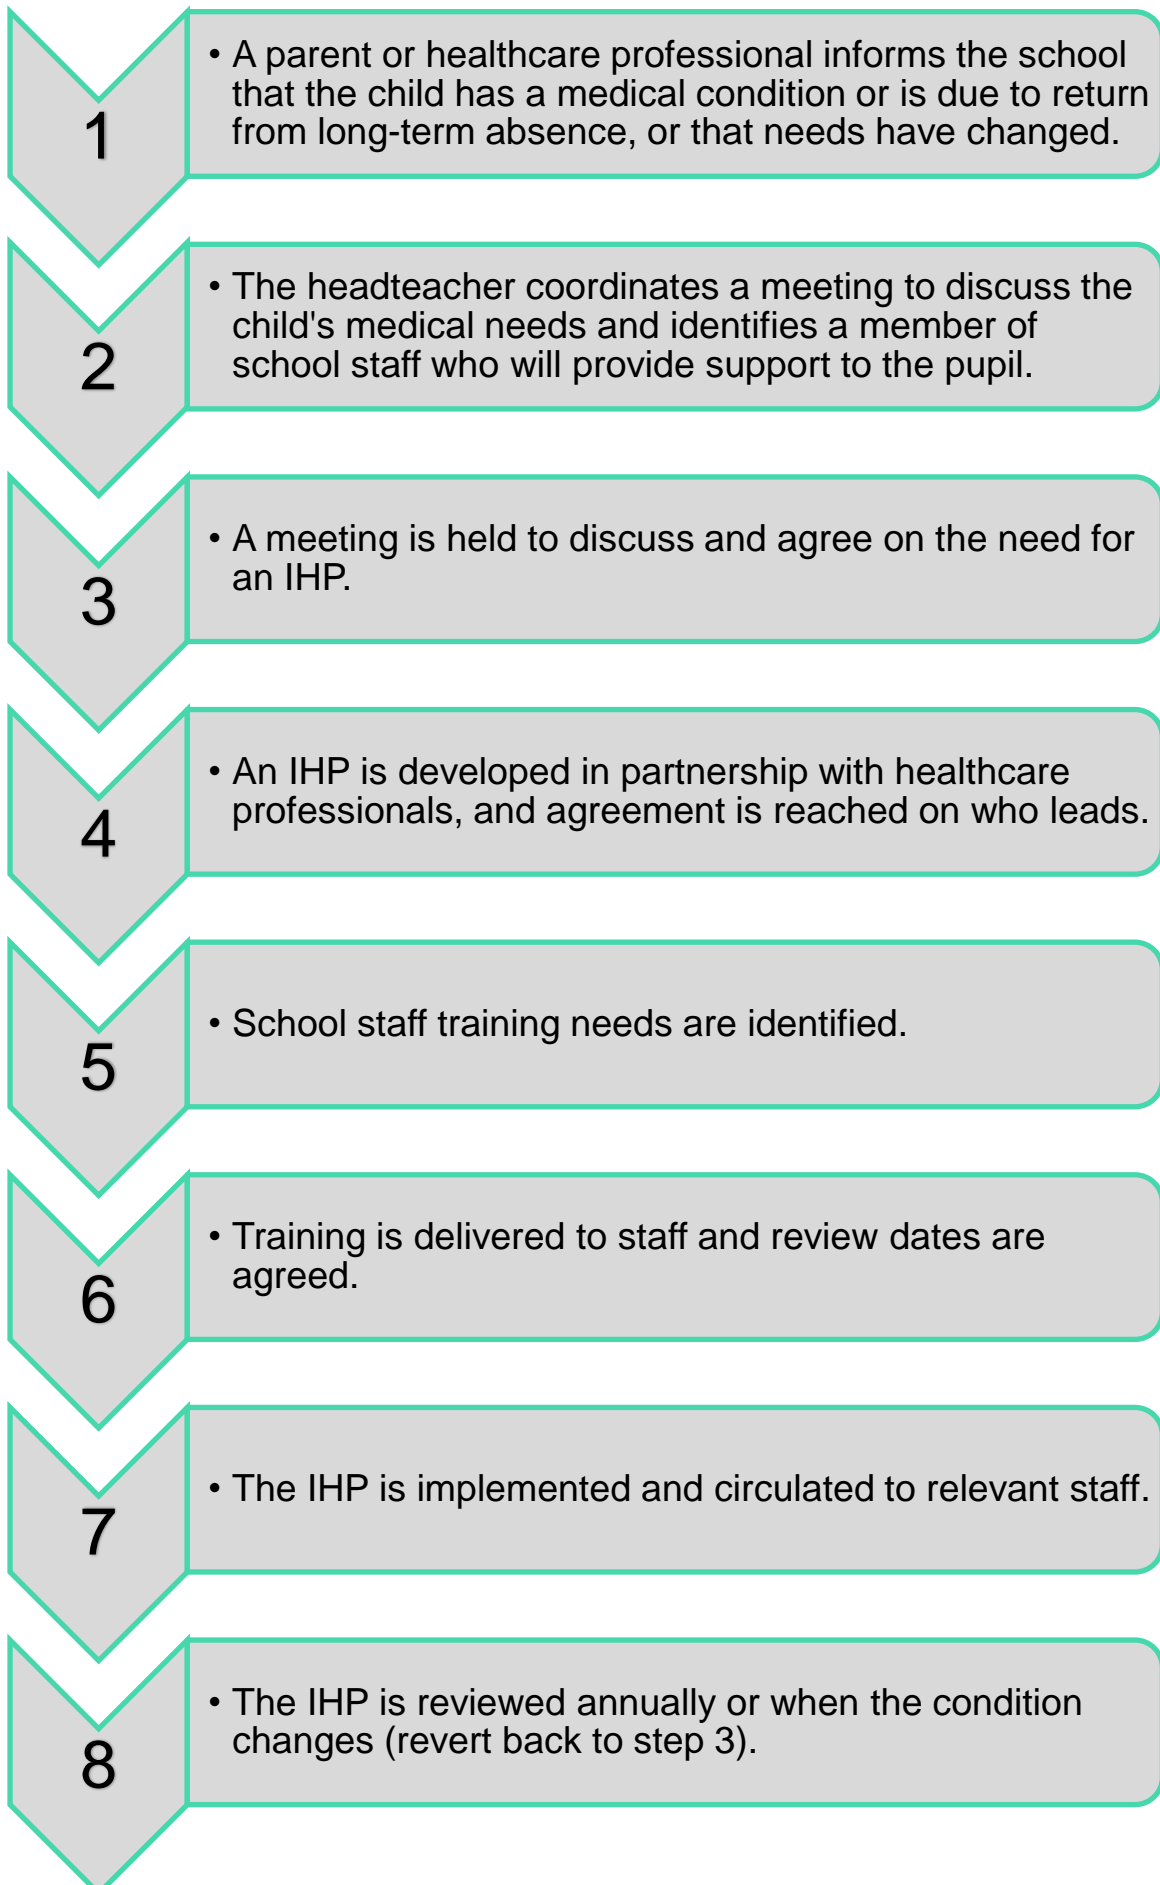 1
• A parent or healthcare professional informs the school
that the child has a medical condition or is due to return
from long-term absence, or that needs have changed.
2
• The headteacher coordinates a meeting to discuss the
child's medical needs and identifies a member of
school staff who will provide support to the pupil.
3
• A meeting is held to discuss and agree on the need for
an IHP.
4
• An IHP is developed in partnership with healthcare
professionals, and agreement is reached on who leads.
5
• School staff training needs are identified.
6
• Training is delivered to staff and review dates are
agreed.
7
• The IHP is implemented and circulated to relevant staff.
8
• The IHP is reviewed annually or when the condition
changes (revert back to step 3).